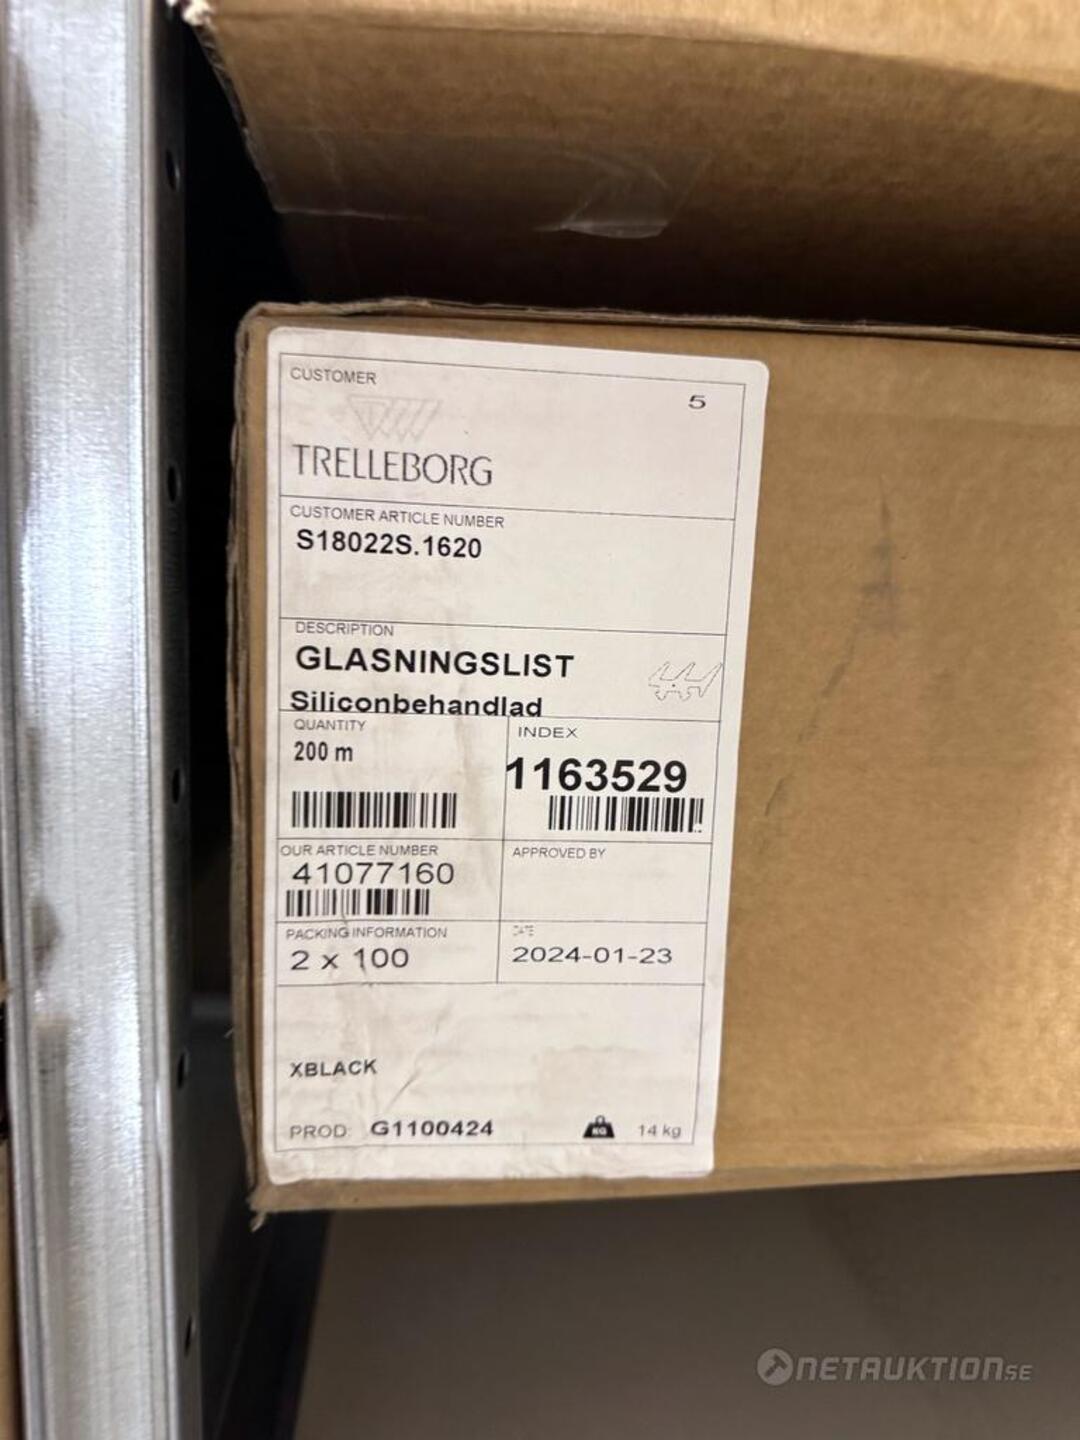 CUSTOMER
5
TRELLEBORG
CUSTOMER ARTICLE NUMBER
S18022S.1620
DESCRIPTION
GLASNINGSLIST
Siliconbehandlad
QUANTITY
200 m
INDEX
1163529
OUR ARTICLE NUMBER
41077160
APPROVED BY
PACKING INFORMATION
2 x 100
DATE
2024-01-23
XBLACK
PROD: G1100424
KG
14 kg
NETAUKTION.SE